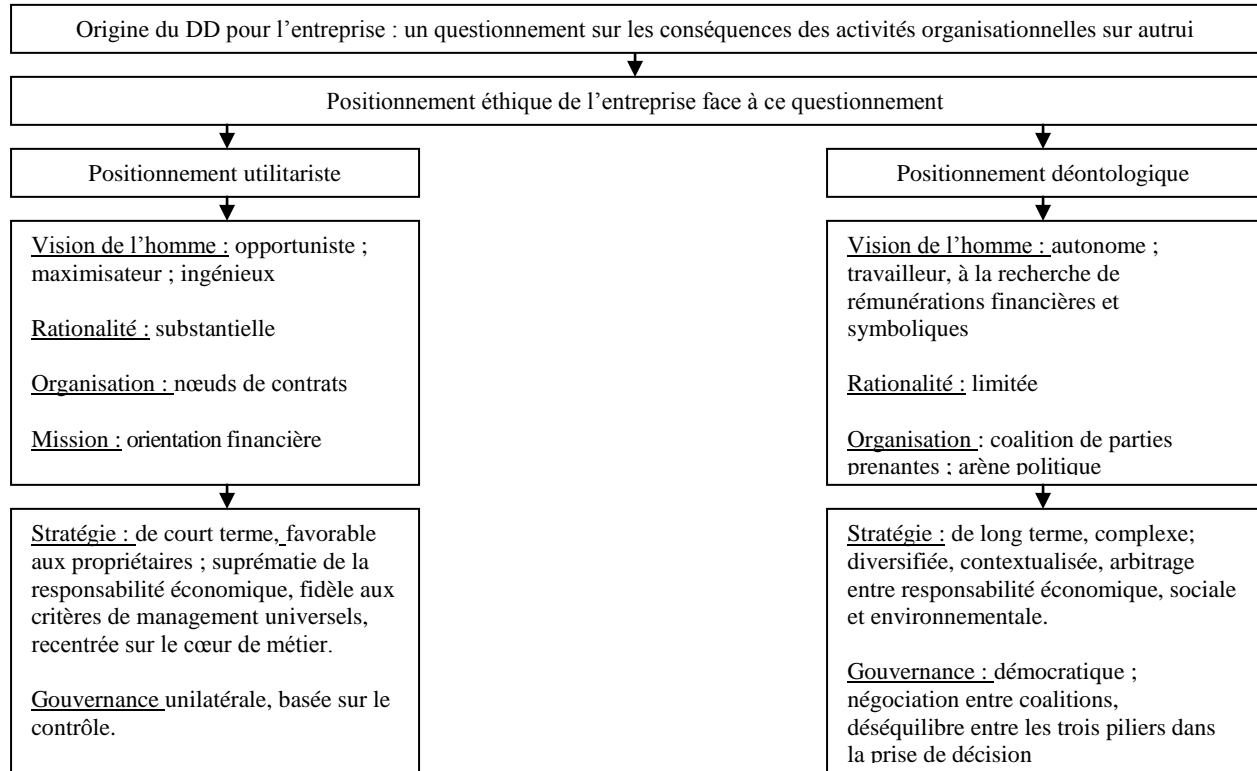 Origine du DD pour l'entreprise : un questionnement sur les conséquences des activités organisationnelles sur autrui
Positionnement éthique de l'entreprise face à ce questionnement
Positionnement utilitariste
Vision de l'homme : opportuniste ;
maximisateur ; ingénieux
Rationalité : substantielle
Organisation : nœuds de contrats
Mission : orientation financière
Stratégie : de court terme, favorable
aux propriétaires ; suprématie de la
responsabilité économique, fidèle aux
critères de management universels,
recentrée sur le cœur de métier.
Gouvernance unilatérale, basée sur le
contrôle.
Positionnement déontologique
Vision de l'homme : autonome ;
travailleur, à la recherche de
rémunérations financières et
symboliques
Rationalité : limitée
Organisation : coalition de parties
prenantes ; arène politique
Stratégie : de long terme, complexe;
diversifiée, contextualisée, arbitrage
entre responsabilité économique, sociale
et environnementale.
Gouvernance : démocratique ;
négociation entre coalitions,
déséquilibre entre les trois piliers dans
la prise de décision